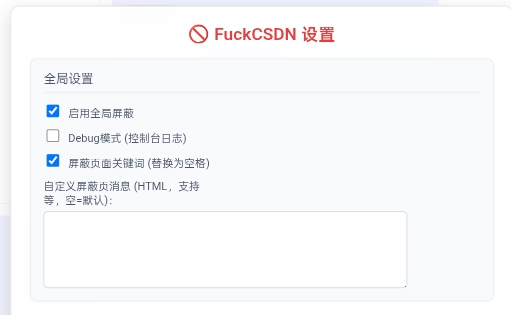 🚫 FuckCSDN 设置
全局设置
启用全局屏蔽
Debug模式 (控制台日志)
屏蔽页面关键词 (替换为空格)
自定义屏蔽页消息 (HTML，支持
等，空=默认)：